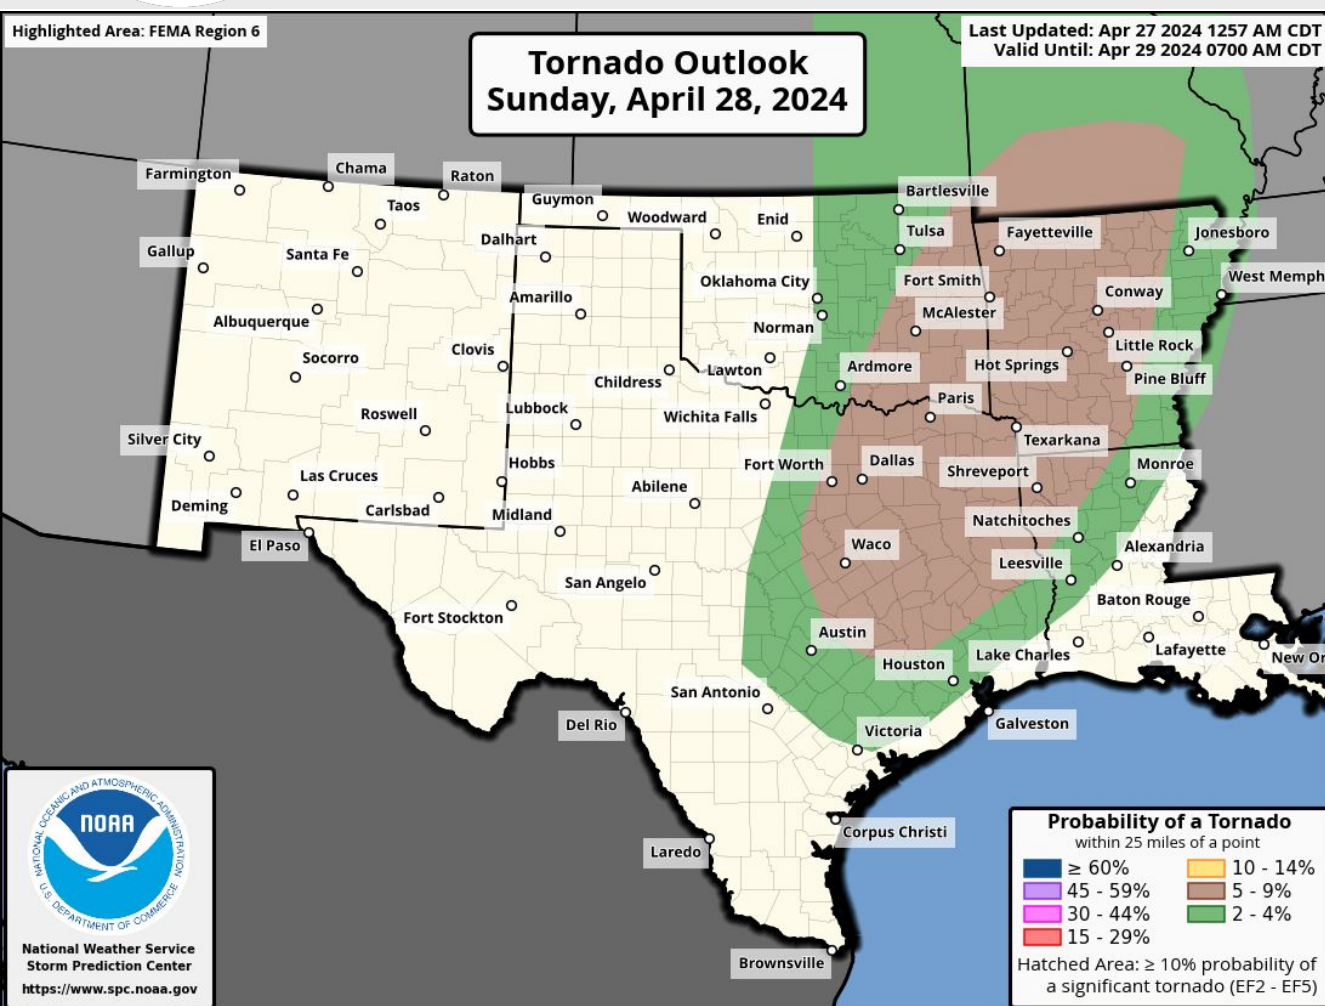 Highlighted Area: FEMA Region 6
Last Updated: Apr 27 2024 1257 AM CDT
Valid Until: Apr 29 2024 0700 AM CDT
Tornado Outlook
Sunday, April 28, 2024
Farmington
Chama
Raton
Taos
Guymon
Woodward
Enid
Bartlesville
Tulsa
Fayetteville
Jonesboro
Gallup
Santa Fe
Dalhart
Oklahoma City
Fort Smith
West Memph
Amarillo
Conway
Albuquerque
Norman
McAlester
Little Rock
Socorro
Clovis
Childress
Lawton
Ardmore
Hot Springs
Pine Bluff
Roswell
Lubbock
Wichita Falls
Paris
Texarkana
Silver City
Las Cruces
Hobbs
Abilene
Fort Worth
Dallas
Shreveport
Monroe
Deming
Carlsbad
Midland
Natchitoches
El Paso
San Angelo
Waco
Leesville
Alexandria
Fort Stockton
Baton Rouge
Austin
Houston
Lake Charles
Lafayette
New Or
San Antonio
Del Rio
Victoria
Galveston
Laredo
Corpus Christi
Brownsville
NATIONAL OCEANIC AND ATMOSPHERIC ADMINISTRATION
NOAA
U.S. DEPARTMENT OF COMMERCE
National Weather Service
Storm Prediction Center
https://www.spc.noaa.gov
Probability of a Tornado
within 25 miles of a point
≥ 60%
10 - 14%
45 - 59%
5 - 9%
30 - 44%
2 - 4%
15 - 29%
Hatched Area: ≥ 10% probability of
a significant tornado (EF2 - EF5)